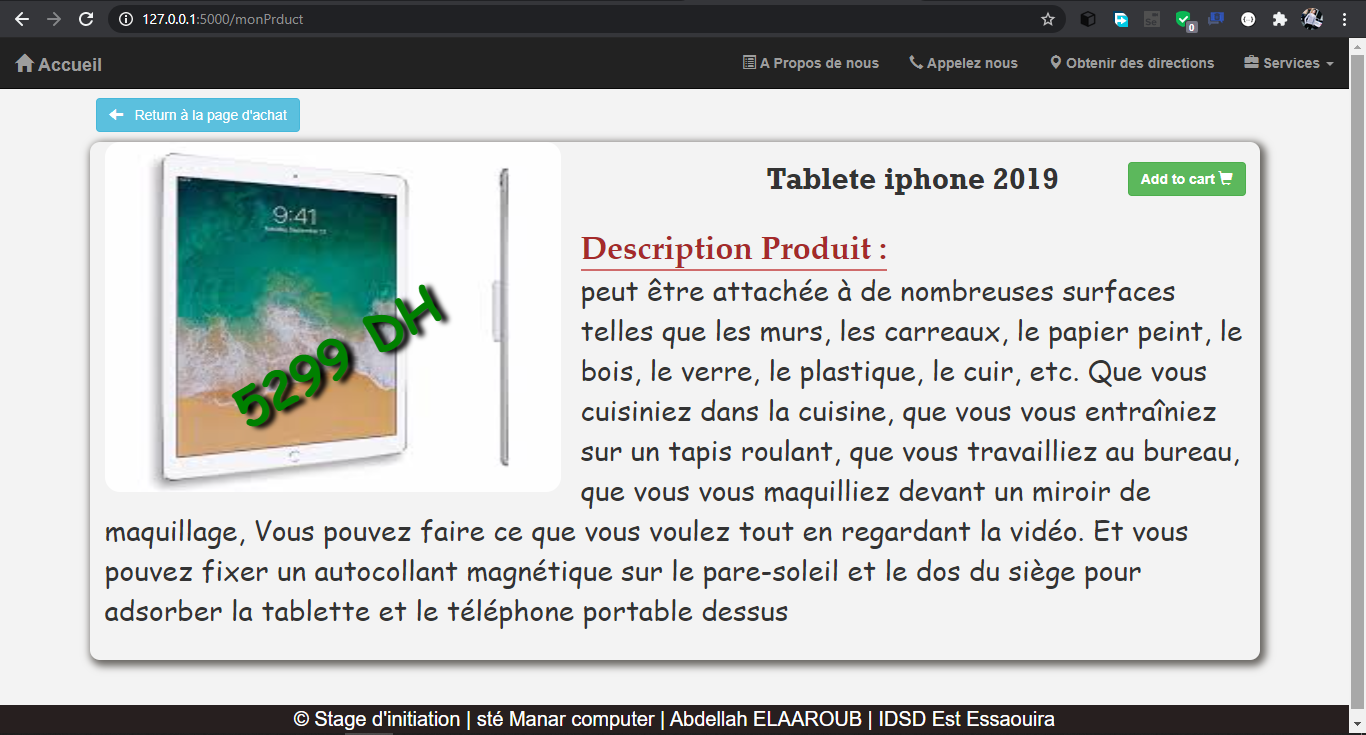 127.0.0.1:5000/monPrduct
0
Accueil
A Propos de nous
Appelez nous
Obtenir des directions
Services
Return à la page d'achat
9:41
5299 DH
Tablete iphone 2019
Add to cart
Description Produit :
peut être attachée à de nombreuses surfaces
telles que les murs, les carreaux, le papier peint, le
bois, le verre, le plastique, le cuir, etc. Que vous
cuisiniez dans la cuisine, que vous vous entraîniez
sur un tapis roulant, que vous travailliez au bureau,
que vous vous maquilliez devant un miroir de
maquillage, Vous pouvez faire ce que vous voulez tout en regardant la vidéo. Et vous
pouvez fixer un autocollant magnétique sur le pare-soleil et le dos du siège pour
adsorber la tablette et le téléphone portable dessus
© Stage d'initiation | sté Manar computer | Abdellah ELAAROUB | IDSD Est Essaouira